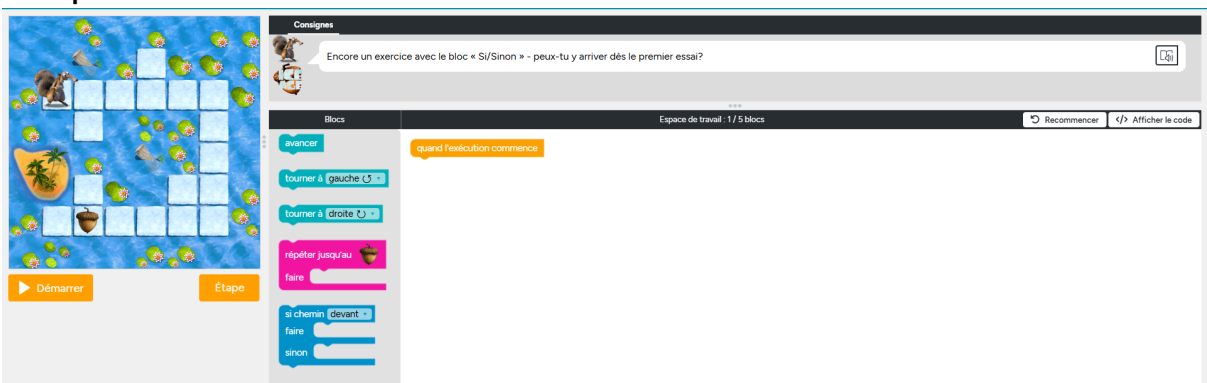 Consignes
Encore un exercice avec le bloc « Si/Sinon » - peux-tu y arriver dès le premier essai?
Blocs
Espace de travail : 1 / 5 blocs
Recommencer
</> Afficher le code
avancer
quand l'exécution commence
tourner à gauche ↺
tourner à droite ↻
répéter jusqu'au
faire
Démarrer
Étape
si chemin devant
faire
sinon